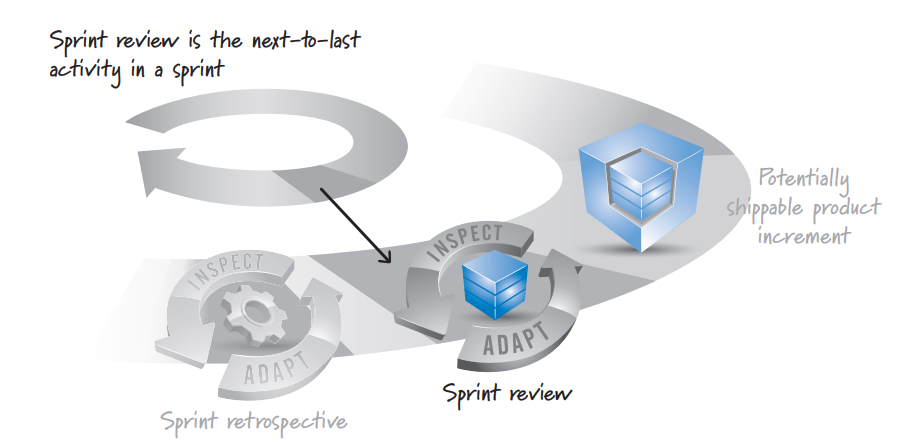 Sprint review is the next-to-last
activity in a sprint
Potentially
shippable product
increment
INSPECT
ADAPT
Sprint review
INSPECT
ADAPT
Sprint retrospective